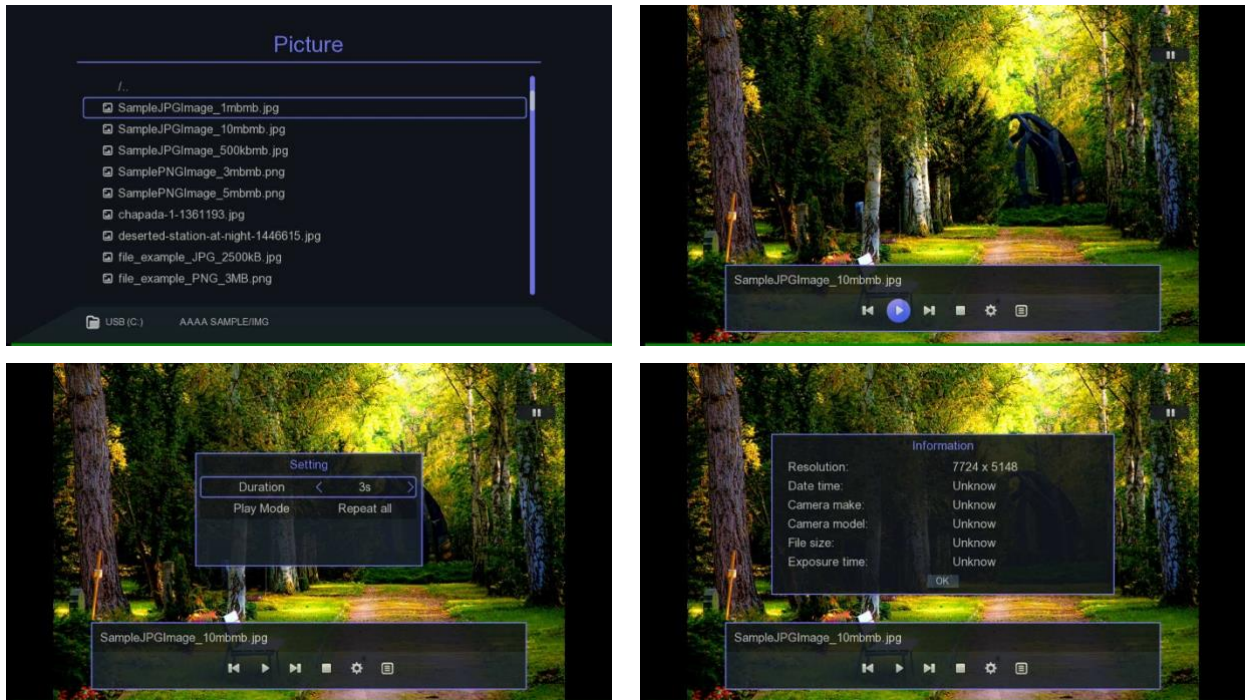 Picture
/..
SampleJPGImage_1mbmb.jpg
SampleJPGImage_10mbmb.jpg
SampleJPGImage_500kbmb.jpg
SamplePNGImage_3mbmb.png
SamplePNGImage_5mbmb.png
chapada-1-1361193.jpg
deserted-station-at-night-1446615.jpg
file_example_JPG_2500kB.jpg
file_example_PNG_3MB.png
USB (C:) AAAA SAMPLE/IMG
SampleJPGImage_10mbmb.jpg
Setting
Duration 3s
Play Mode Repeat all
SampleJPGImage_10mbmb.jpg
Information
Resolution: 7724 x 5148
Date time: Unknow
Camera make: Unknow
Camera model: Unknow
File size: Unknow
Exposure time: Unknow
OK
SampleJPGImage_10mbmb.jpg